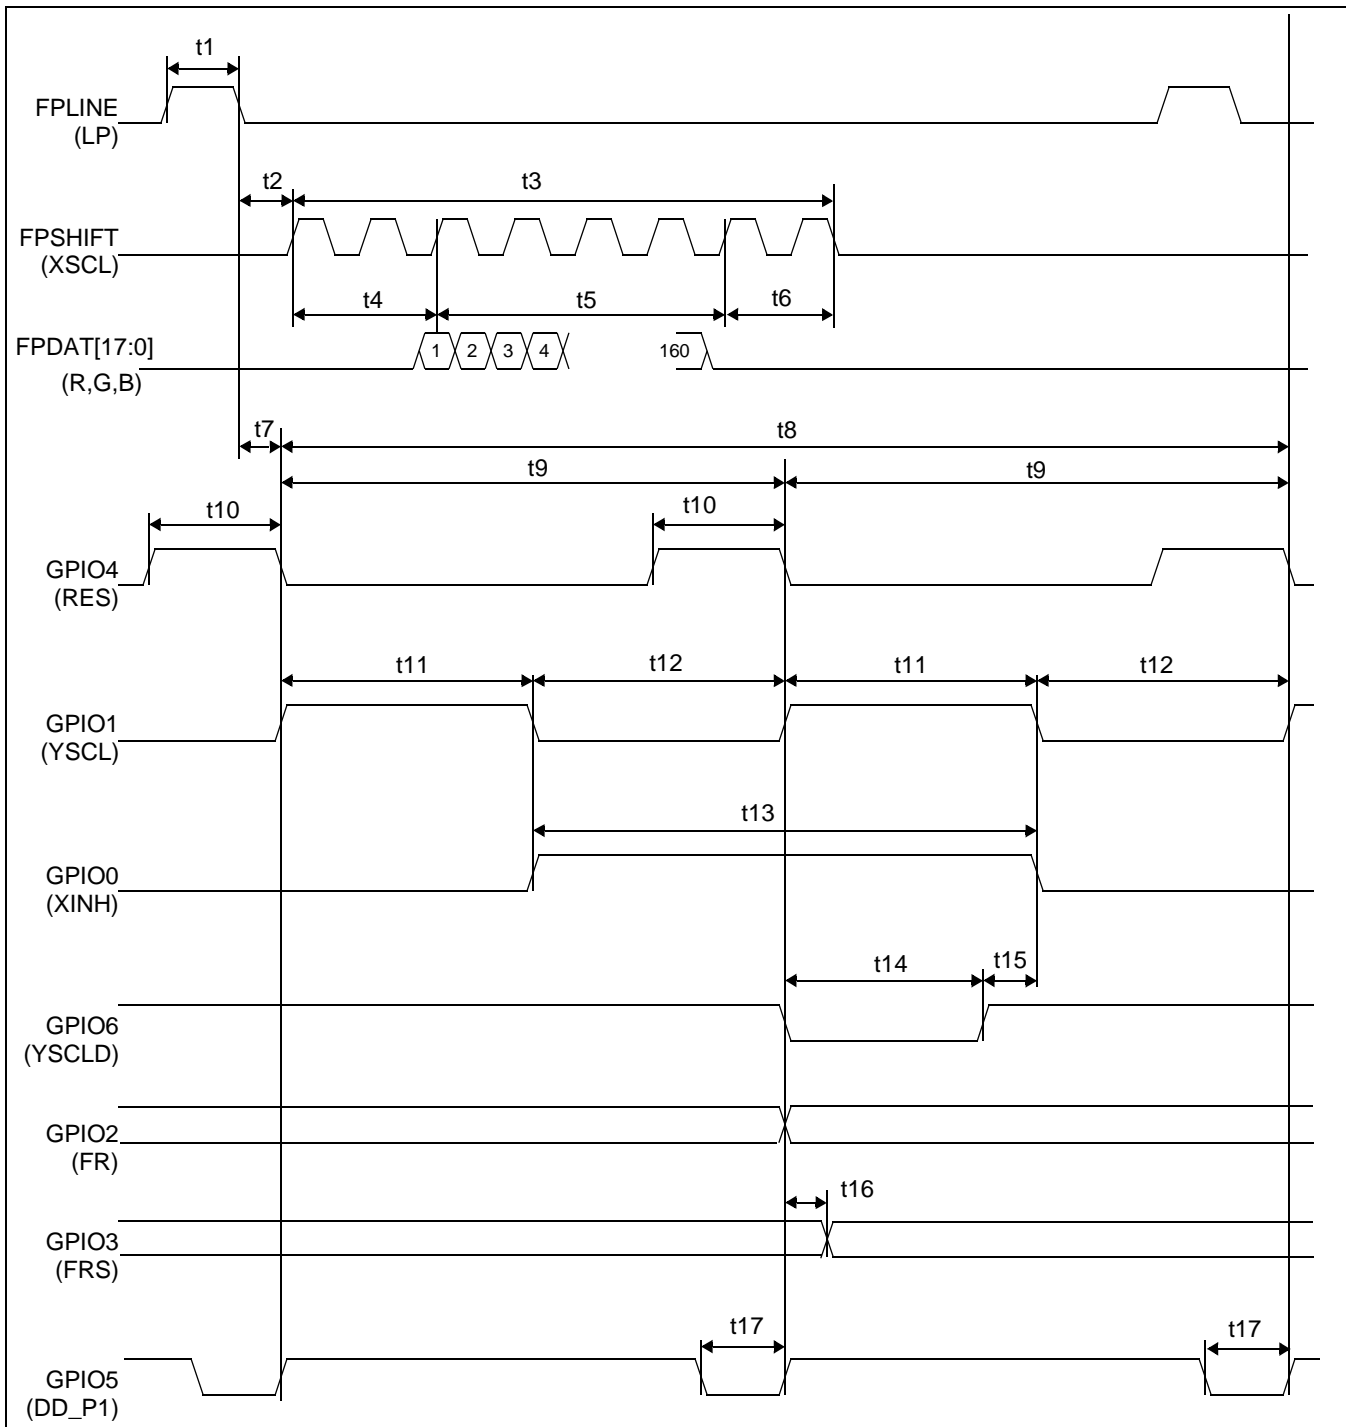 t1
FPLINE
(LP)
t2
t3
FPSHIFT
(XSCL)
t4
t5
t6
FPDAT[17:0]
(R,G,B)
1
2
3
4
160
t7
t8
t9
t9
t10
t10
GPIO4
(RES)
t11
t12
t11
t12
GPIO1
(YSCL)
t13
GPIO0
(XINH)
t14
t15
GPIO6
(YSCLD)
GPIO2
(FR)
t16
GPIO3
(FRS)
t17
t17
GPIO5
(DD_P1)